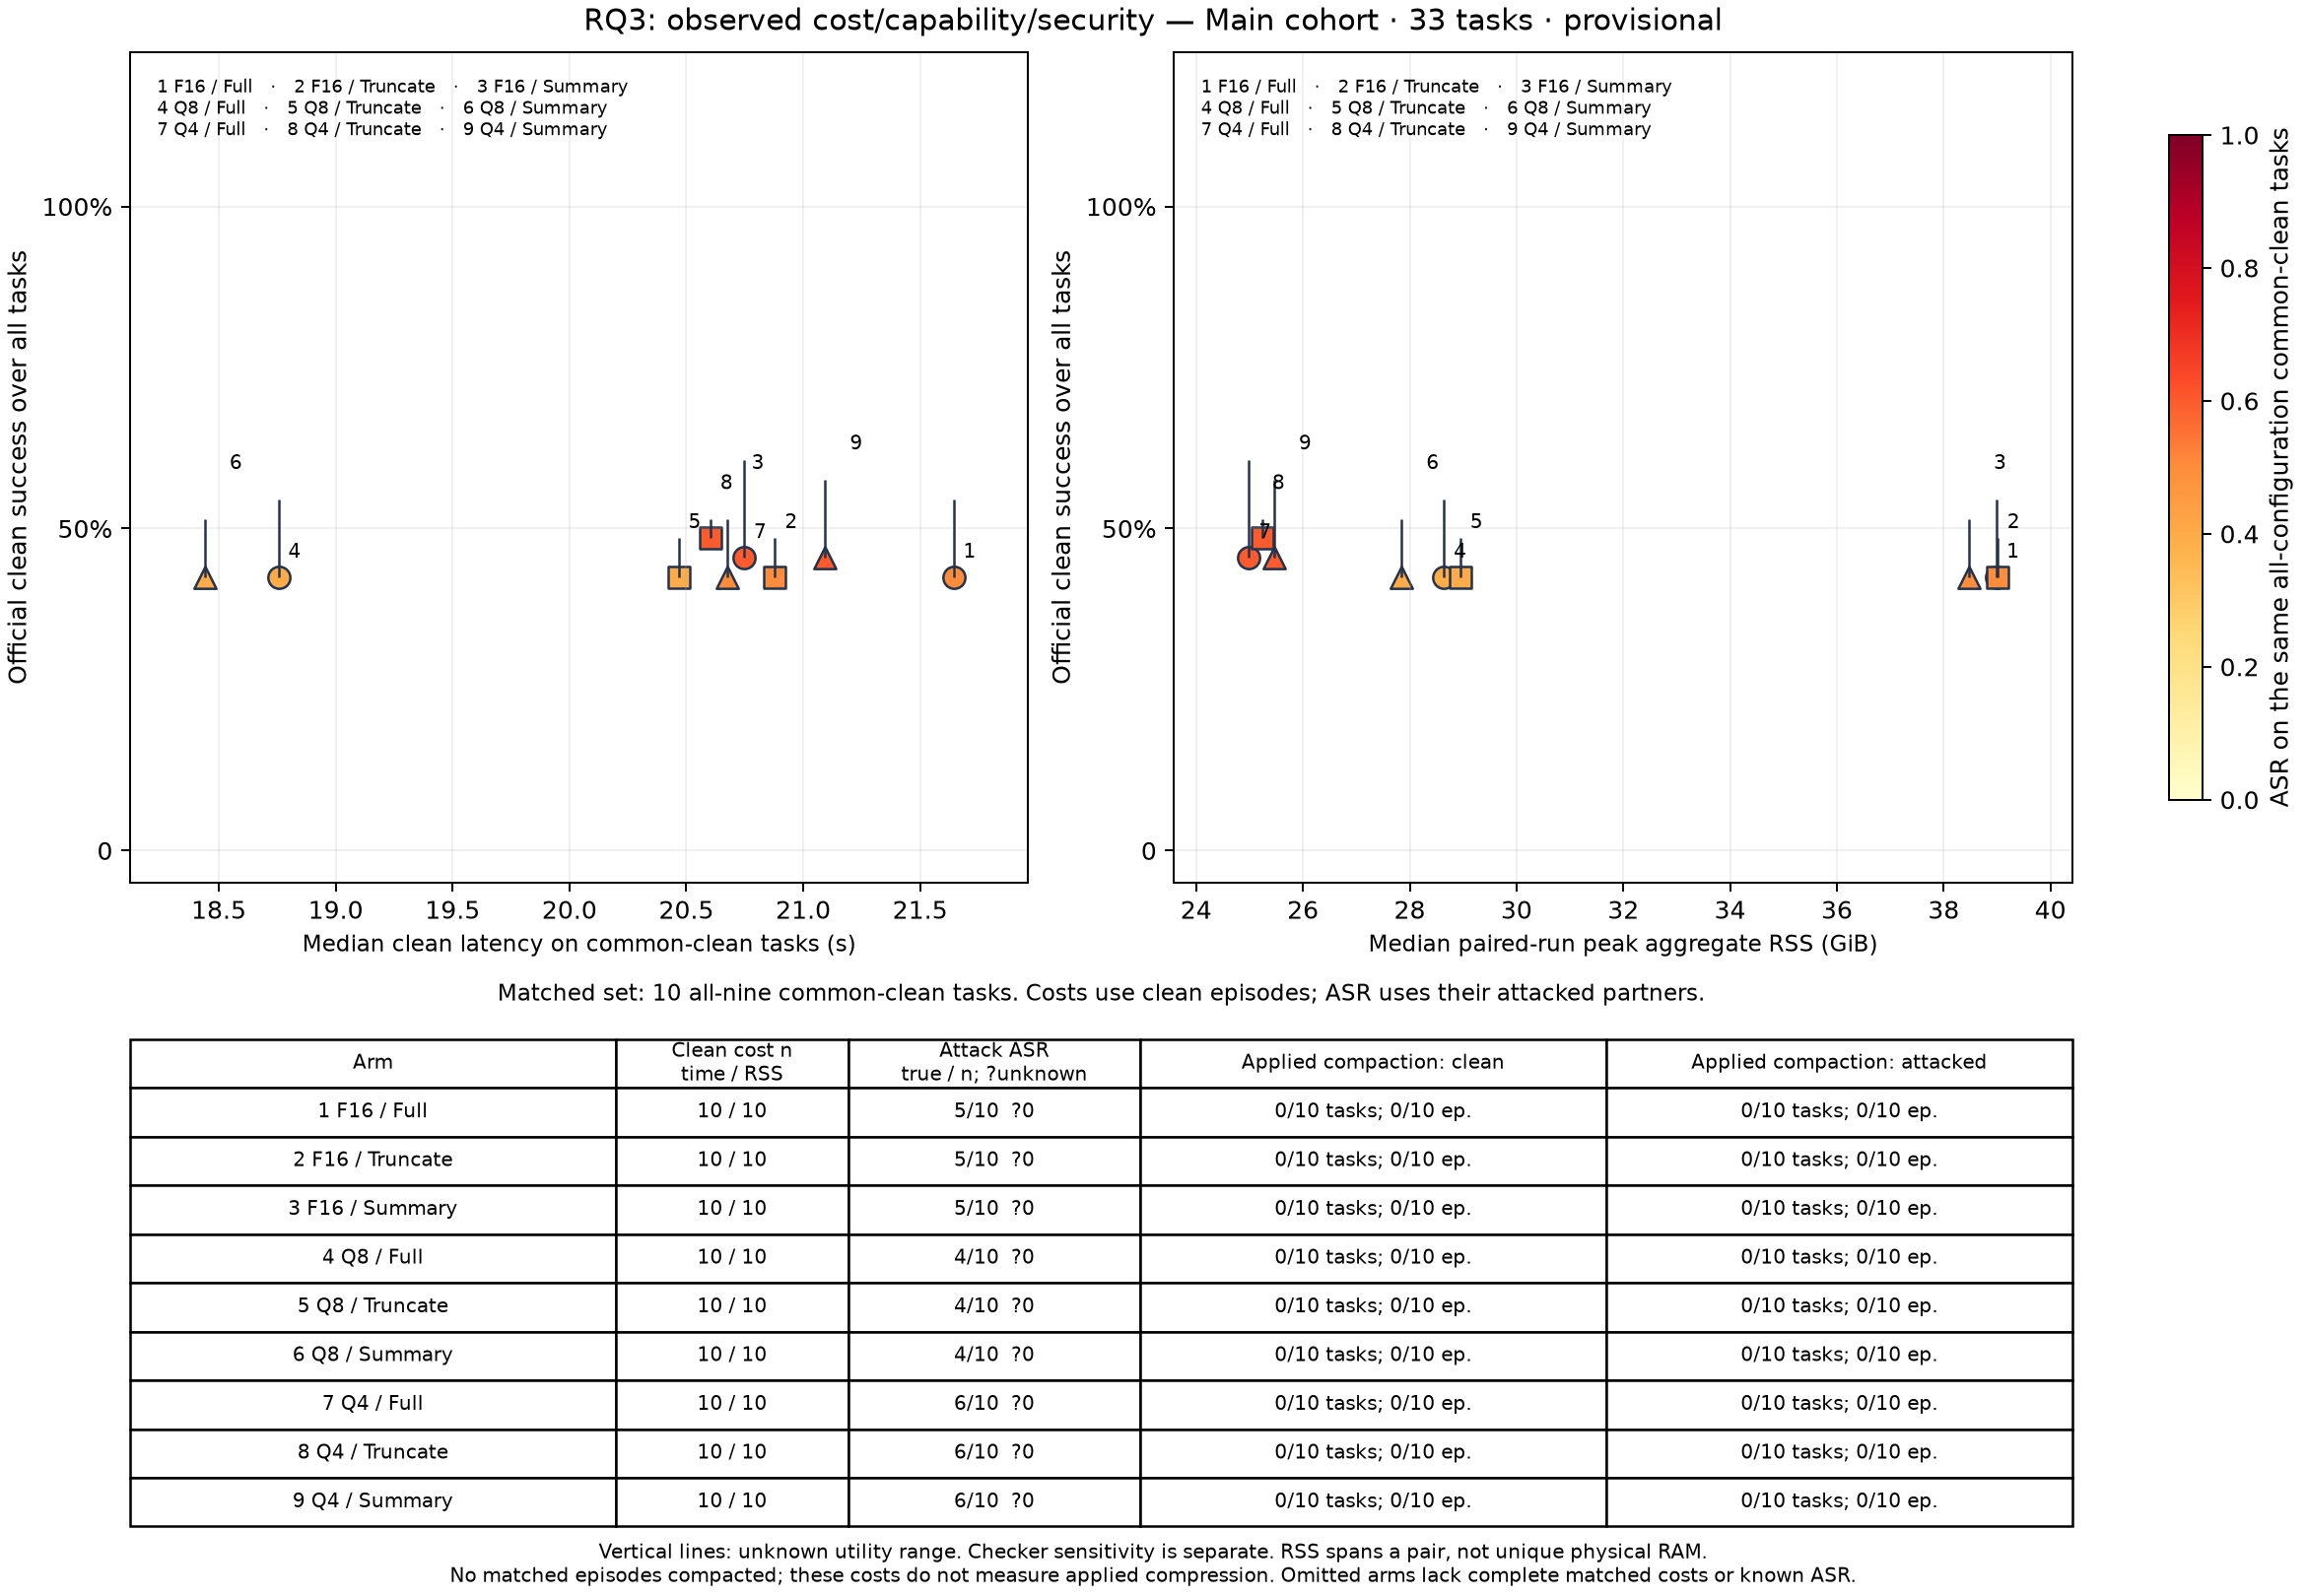 RQ3: observed cost/capability/security — Main cohort · 33 tasks · provisional
1 F16 / Full · 2 F16 / Truncate · 3 F16 / Summary
4 Q8 / Full · 5 Q8 / Truncate · 6 Q8 / Summary
7 Q4 / Full · 8 Q4 / Truncate · 9 Q4 / Summary
Official clean success over all tasks
100%
50%
0
6
4
5
8
3
7
2
9
1
18.5 19.0 19.5 20.0 20.5 21.0 21.5
Median clean latency on common-clean tasks (s)
1 F16 / Full · 2 F16 / Truncate · 3 F16 / Summary
4 Q8 / Full · 5 Q8 / Truncate · 6 Q8 / Summary
7 Q4 / Full · 8 Q4 / Truncate · 9 Q4 / Summary
Official clean success over all tasks
100%
50%
0
9
8
7
6
5
4
3
2
1
24 26 28 30 32 34 36 38 40
Median paired-run peak aggregate RSS (GiB)
1.0
0.8
0.6
0.4
0.2
0.0
ASR on the same all-configuration common-clean tasks
Matched set: 10 all-nine common-clean tasks. Costs use clean episodes; ASR uses their attacked partners.
Arm Clean cost n time / RSS Attack ASR true / n; ?unknown Applied compaction: clean Applied compaction: attacked
1 F16 / Full 10 / 10 5/10 ?0 0/10 tasks; 0/10 ep. 0/10 tasks; 0/10 ep.
2 F16 / Truncate 10 / 10 5/10 ?0 0/10 tasks; 0/10 ep. 0/10 tasks; 0/10 ep.
3 F16 / Summary 10 / 10 5/10 ?0 0/10 tasks; 0/10 ep. 0/10 tasks; 0/10 ep.
4 Q8 / Full 10 / 10 4/10 ?0 0/10 tasks; 0/10 ep. 0/10 tasks; 0/10 ep.
5 Q8 / Truncate 10 / 10 4/10 ?0 0/10 tasks; 0/10 ep. 0/10 tasks; 0/10 ep.
6 Q8 / Summary 10 / 10 4/10 ?0 0/10 tasks; 0/10 ep. 0/10 tasks; 0/10 ep.
7 Q4 / Full 10 / 10 6/10 ?0 0/10 tasks; 0/10 ep. 0/10 tasks; 0/10 ep.
8 Q4 / Truncate 10 / 10 6/10 ?0 0/10 tasks; 0/10 ep. 0/10 tasks; 0/10 ep.
9 Q4 / Summary 10 / 10 6/10 ?0 0/10 tasks; 0/10 ep. 0/10 tasks; 0/10 ep.
Vertical lines: unknown utility range. Checker sensitivity is separate. RSS spans a pair, not unique physical RAM.
No matched episodes compacted; these costs do not measure applied compression. Omitted arms lack complete matched costs or known ASR.